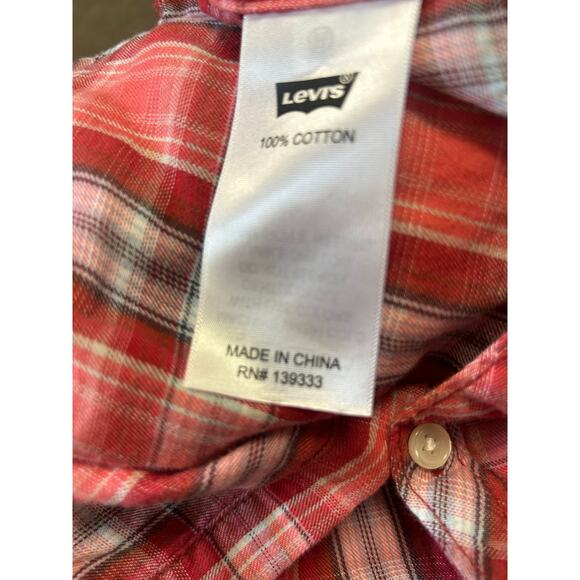 Levi's
100% COTTON
MADE IN CHINA
RN# 139333